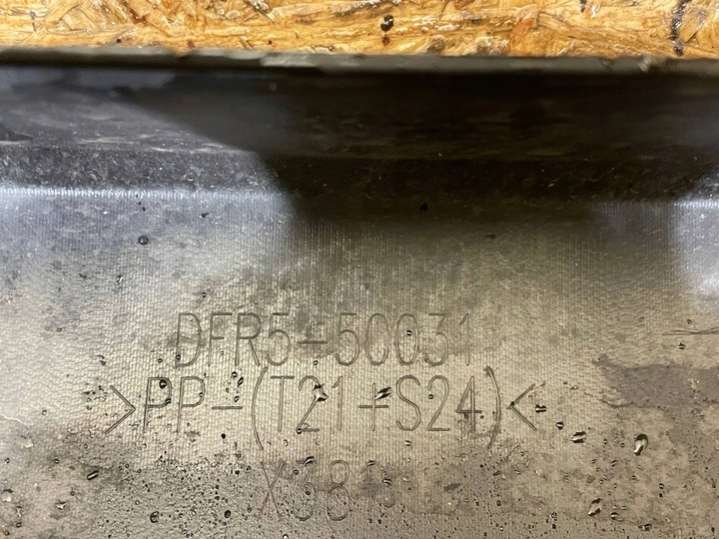 DFR5-50031
>PP-(T21+S24)<
X38